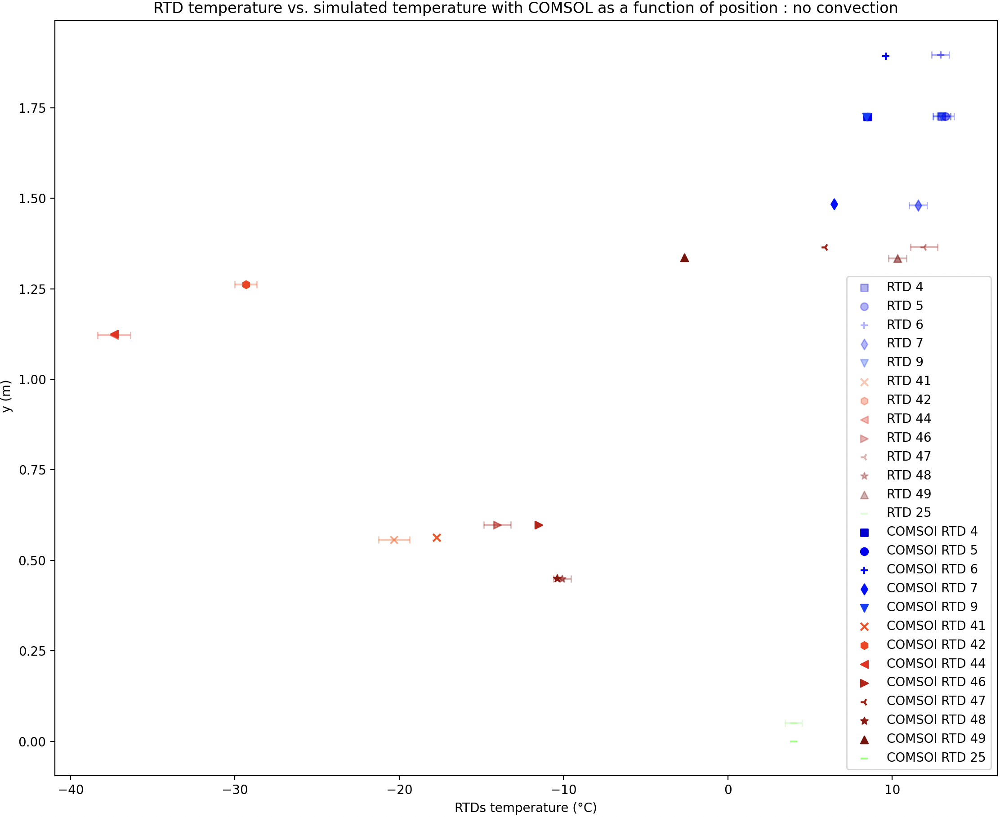 RTD temperature vs. simulated temperature with COMSOL as a function of position : no convection
y (m)
1.75
1.50
1.25
1.00
0.75
0.50
0.25
0.00
−40
−30
−20
−10
0
10
RTDs temperature (°C)
RTD 4
RTD 5
RTD 6
RTD 7
RTD 9
RTD 41
RTD 42
RTD 44
RTD 46
RTD 47
RTD 48
RTD 49
RTD 25
COMSOl RTD 4
COMSOl RTD 5
COMSOl RTD 6
COMSOl RTD 7
COMSOl RTD 9
COMSOl RTD 41
COMSOl RTD 42
COMSOl RTD 44
COMSOl RTD 46
COMSOl RTD 47
COMSOl RTD 48
COMSOl RTD 49
COMSOl RTD 25